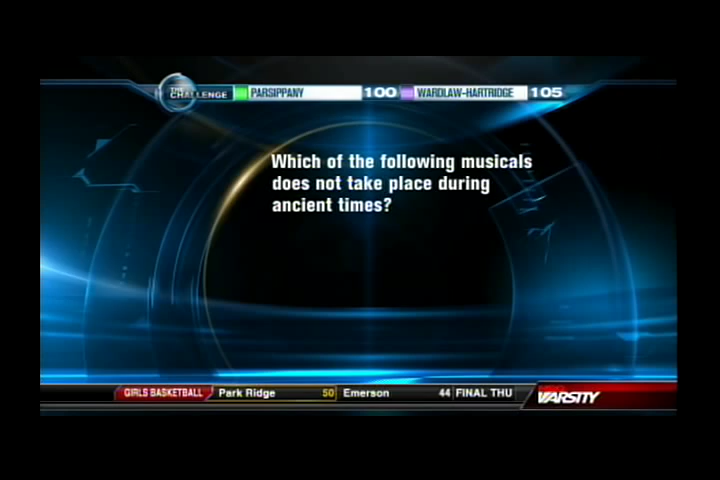 THE
CHALLENGE
PARSIPPANY 100 WARDLAW-HARTRIDGE 105
Which of the following musicals
does not take place during
ancient times?
GIRLS BASKETBALL Park Ridge 50 Emerson 44 FINAL THU
VARSITY